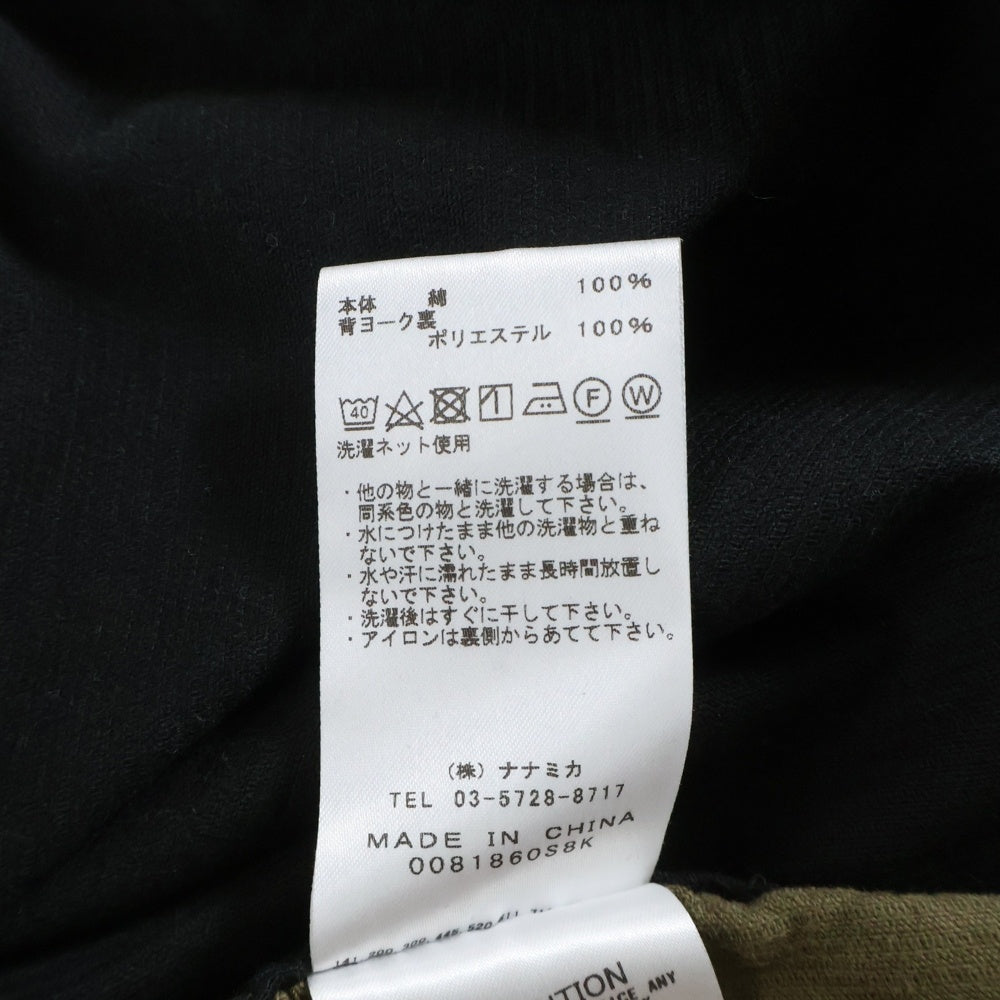 本体 綿 100%
背ヨーク裏
ポリエステル 100%
40 F W
洗濯ネット使用
・他の物と一緒に洗濯する場合は、
同系色の物と洗濯して下さい。
・水につけたまま他の洗濯物と重ね
ないで下さい。
・水や汗に濡れたまま長時間放置し
ないで下さい。
・洗濯後はすぐに干して下さい。
・アイロンは裏側からあてて下さい。
(株) ナナミカ
TEL 03-5728-8717
MADE IN CHINA
0081860S8K
200, 300, 445, 520
ANY